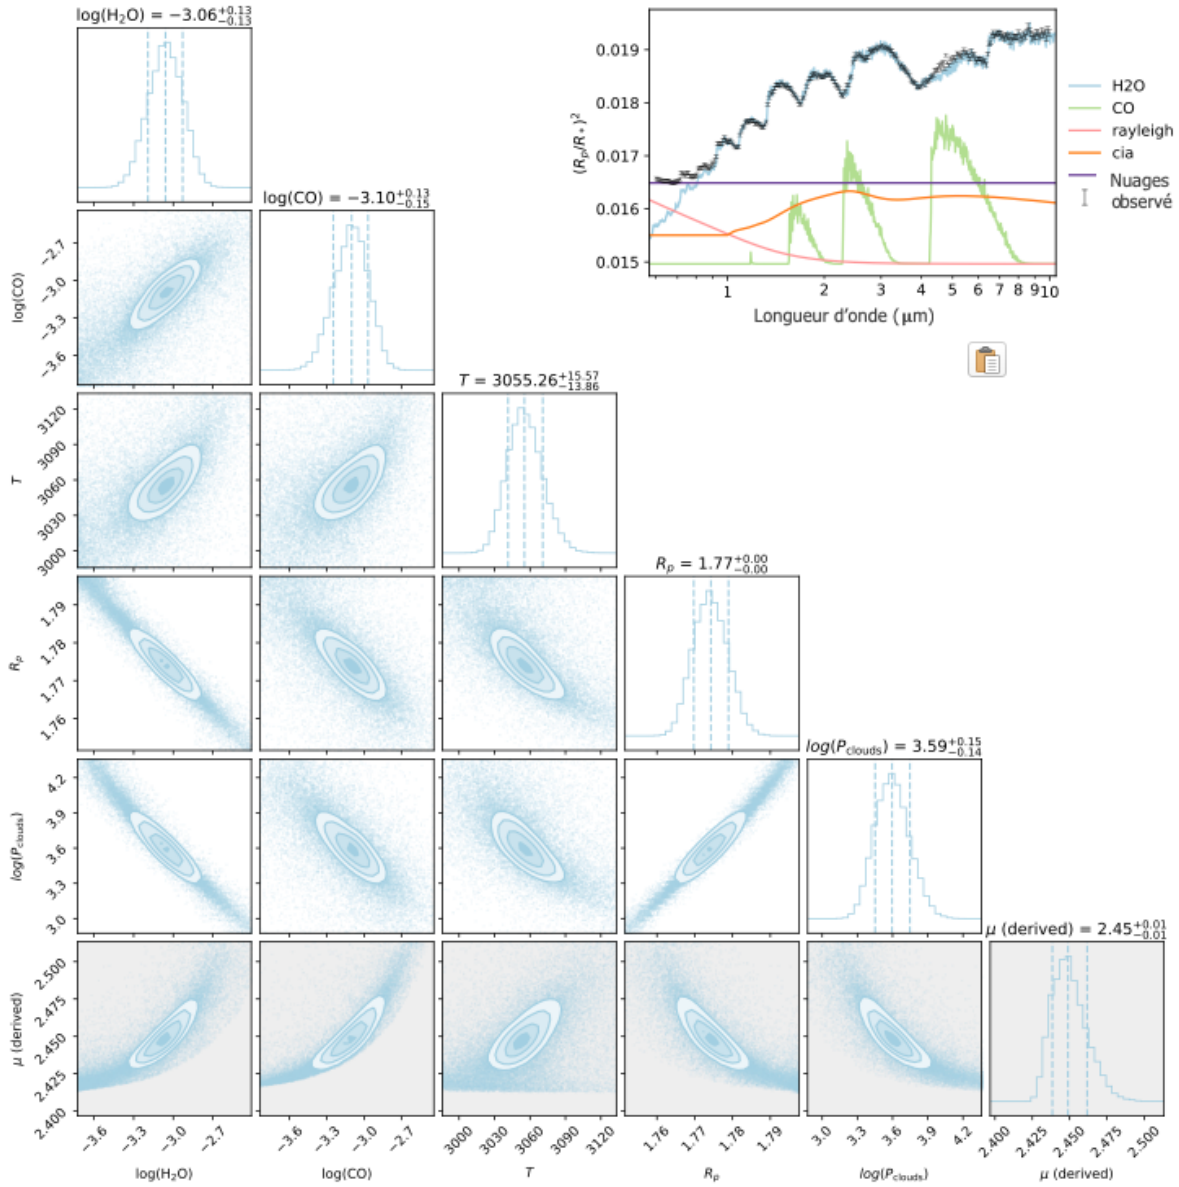 log(H₂O) = −3.06 +0.13 −0.13
0.019
0.018
0.017
0.016
0.015
(Rp/R*)²
1 2 3 4 5 6 7 8 9 10
Longueur d'onde (μm)
H2O
CO
rayleigh
cia
Nuages
observé
log(CO) = −3.10 +0.13 −0.15
log(CO)
−2.7
−3.0
−3.3
−3.6
T = 3055.26 +15.57 −13.86
T
3120
3090
3060
3030
3000
Rp = 1.77 +0.00 −0.00
Rp
1.79
1.78
1.77
1.76
log(Pclouds) = 3.59 +0.15 −0.14
log(Pclouds)
4.2
3.9
3.6
3.3
3.0
μ (derived) = 2.45 +0.01 −0.01
μ (derived)
2.500
2.475
2.450
2.425
2.400
−3.6 −3.3 −3.0 −2.7 −3.6 −3.3 −3.0 −2.7 3000 3030 3060 3090 3120 1.76 1.77 1.78 1.79 3.0 3.3 3.6 3.9 4.2 2.400 2.425 2.450 2.475 2.500
log(H₂O) log(CO) T Rp log(Pclouds) μ (derived)